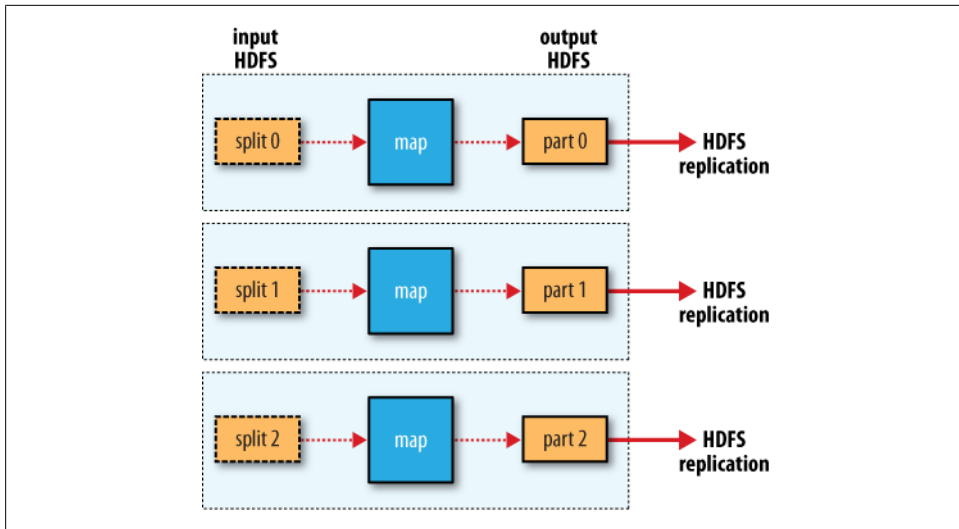 input
HDFS
output
HDFS
split 0
map
part 0
HDFS
replication
split 1
map
part 1
HDFS
replication
split 2
map
part 2
HDFS
replication